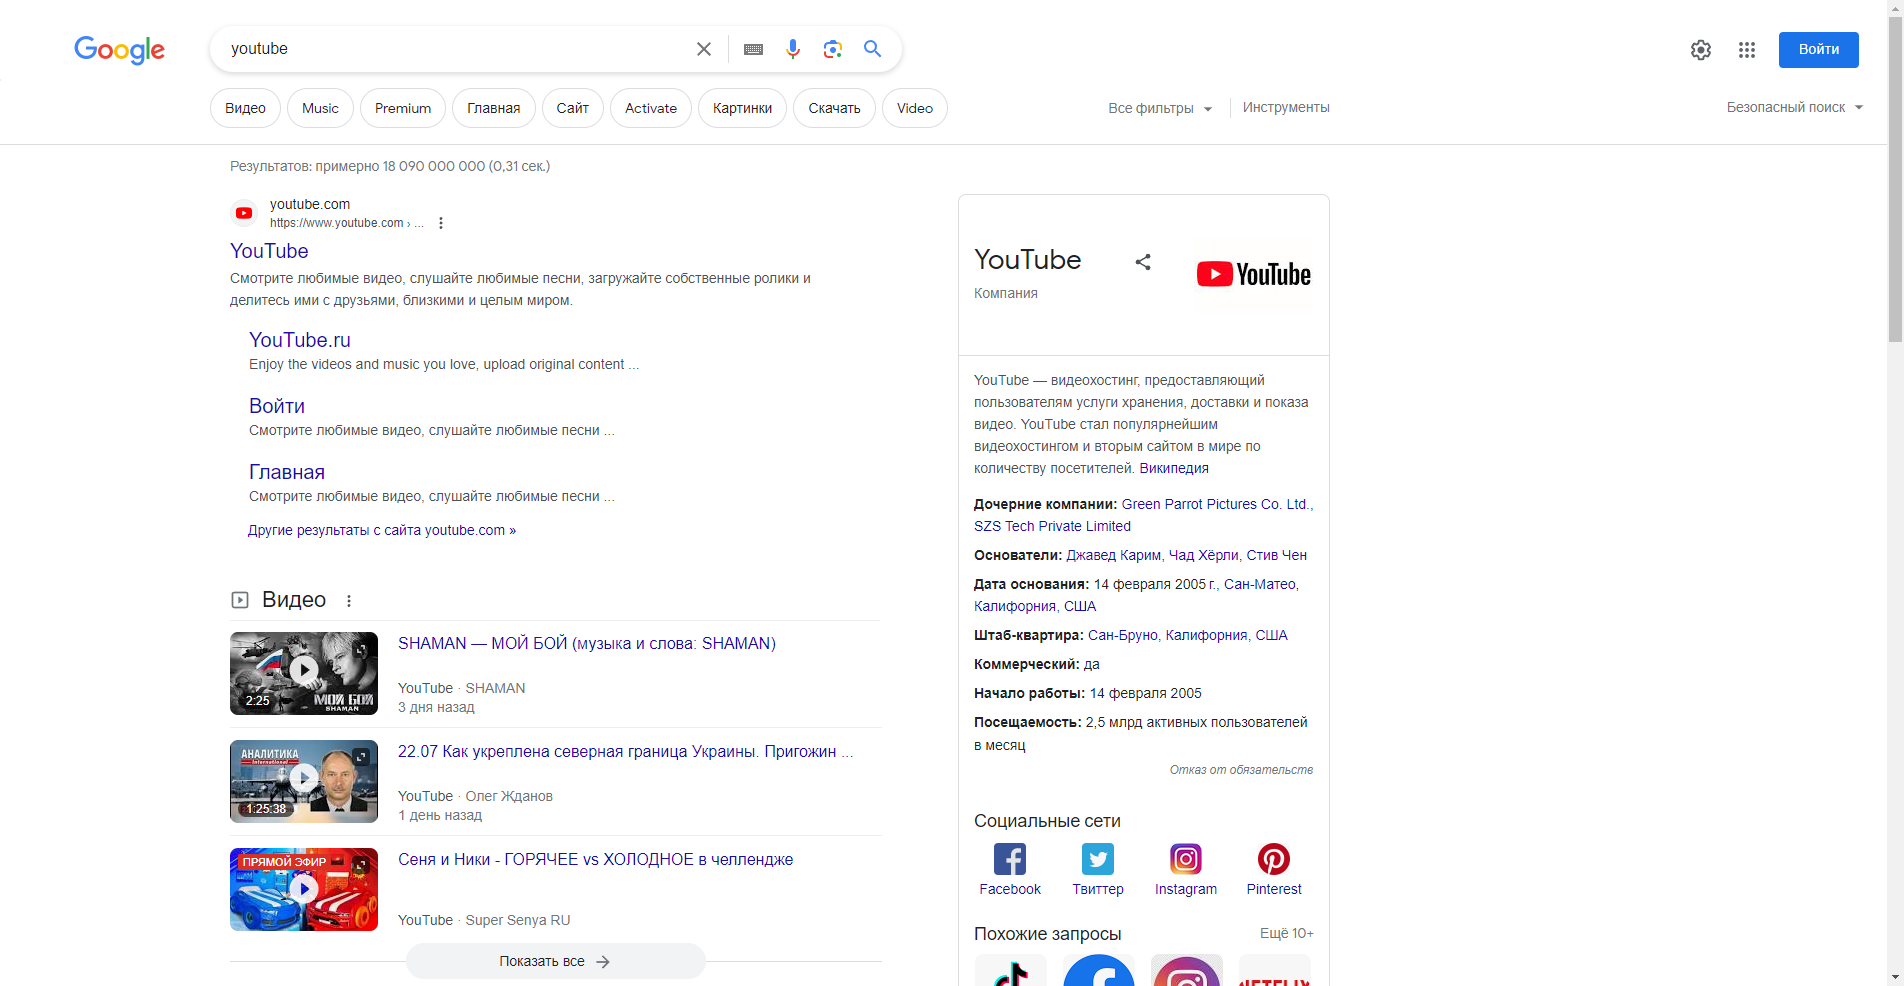 Google
youtube
Войти
Видео
Music
Premium
Главная
Сайт
Activate
Картинки
Скачать
Video
Все фильтры
Инструменты
Безопасный поиск
Результатов: примерно 18 090 000 000 (0,31 сек.)
youtube.com
https://www.youtube.com › ...
YouTube
Смотрите любимые видео, слушайте любимые песни, загружайте собственные ролики и
делитесь ими с друзьями, близкими и целым миром.
YouTube.ru
Enjoy the videos and music you love, upload original content ...
Войти
Смотрите любимые видео, слушайте любимые песни ...
Главная
Смотрите любимые видео, слушайте любимые песни ...
Другие результаты с сайта youtube.com »
Видео
2:25
МОЙ БОЙ
SHAMAN
SHAMAN — МОЙ БОЙ (музыка и слова: SHAMAN)
YouTube · SHAMAN
3 дня назад
АНАЛИТИКА
International
1:25:38
22.07 Как укреплена северная граница Украины. Пригожин ...
YouTube · Олег Жданов
1 день назад
ПРЯМОЙ ЭФИР
Сеня и Ники - ГОРЯЧЕЕ vs ХОЛОДНОЕ в челлендже
YouTube · Super Senya RU
Показать все
YouTube
Компания
YouTube
YouTube — видеохостинг, предоставляющий
пользователям услуги хранения, доставки и показа
видео. YouTube стал популярнейшим
видеохостингом и вторым сайтом в мире по
количеству посетителей. Википедия
Дочерние компании: Green Parrot Pictures Co. Ltd.,
SZS Tech Private Limited
Основатели: Джавед Карим, Чад Хёрли, Стив Чен
Дата основания: 14 февраля 2005 г., Сан-Матео,
Калифорния, США
Штаб-квартира: Сан-Бруно, Калифорния, США
Коммерческий: да
Начало работы: 14 февраля 2005
Посещаемость: 2,5 млрд активных пользователей
в месяц
Отказ от обязательств
Социальные сети
Facebook
Твиттер
Instagram
Pinterest
Похожие запросы
Ещё 10+
NETFLIX